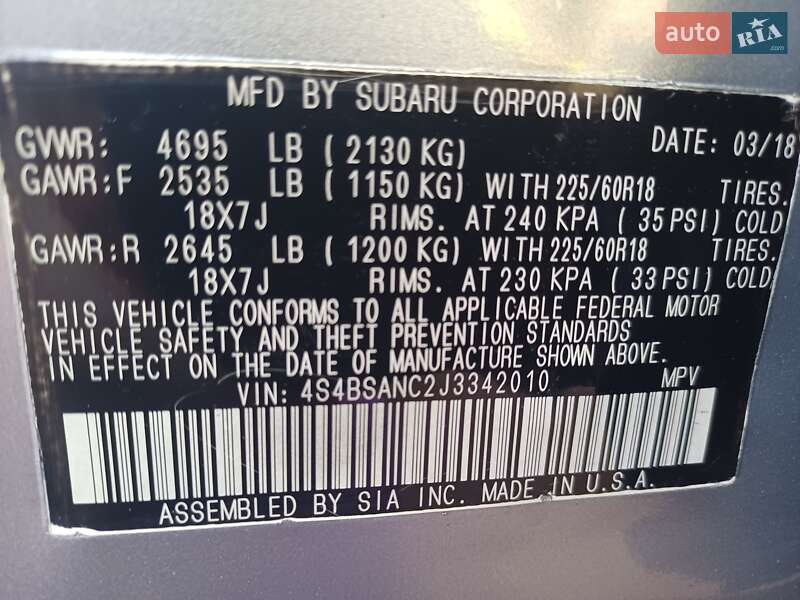 auto RIA.com
MFD BY SUBARU CORPORATION
GVWR: 4695 LB ( 2130 KG) DATE: 03/18
GAWR:F 2535 LB ( 1150 KG) WITH 225/60R18 TIRES.
18X7J RIMS. AT 240 KPA ( 35 PSI) COLD
GAWR:R 2645 LB ( 1200 KG) WITH 225/60R18 TIRES.
18X7J RIMS. AT 230 KPA ( 33 PSI) COLD
THIS VEHICLE CONFORMS TO ALL APPLICABLE FEDERAL MOTOR
VEHICLE SAFETY AND THEFT PREVENTION STANDARDS
IN EFFECT ON THE DATE OF MANUFACTURE SHOWN ABOVE.
VIN: 4S4BSANC2J3342010 MPV
ASSEMBLED BY SIA INC. MADE IN U.S.A.